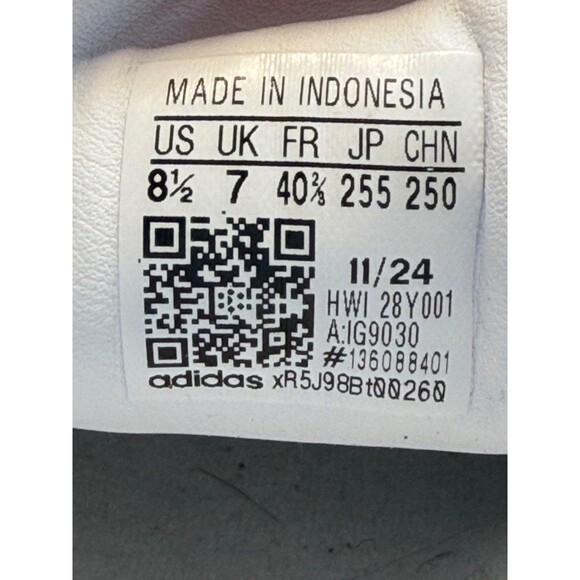 MADE IN INDONESIA
US UK FR JP CHN
8½ 7 40⅔ 255 250
11/24
HWI 28Y001
A:IG9030
#136088401
adidas xR5J98Bt00260